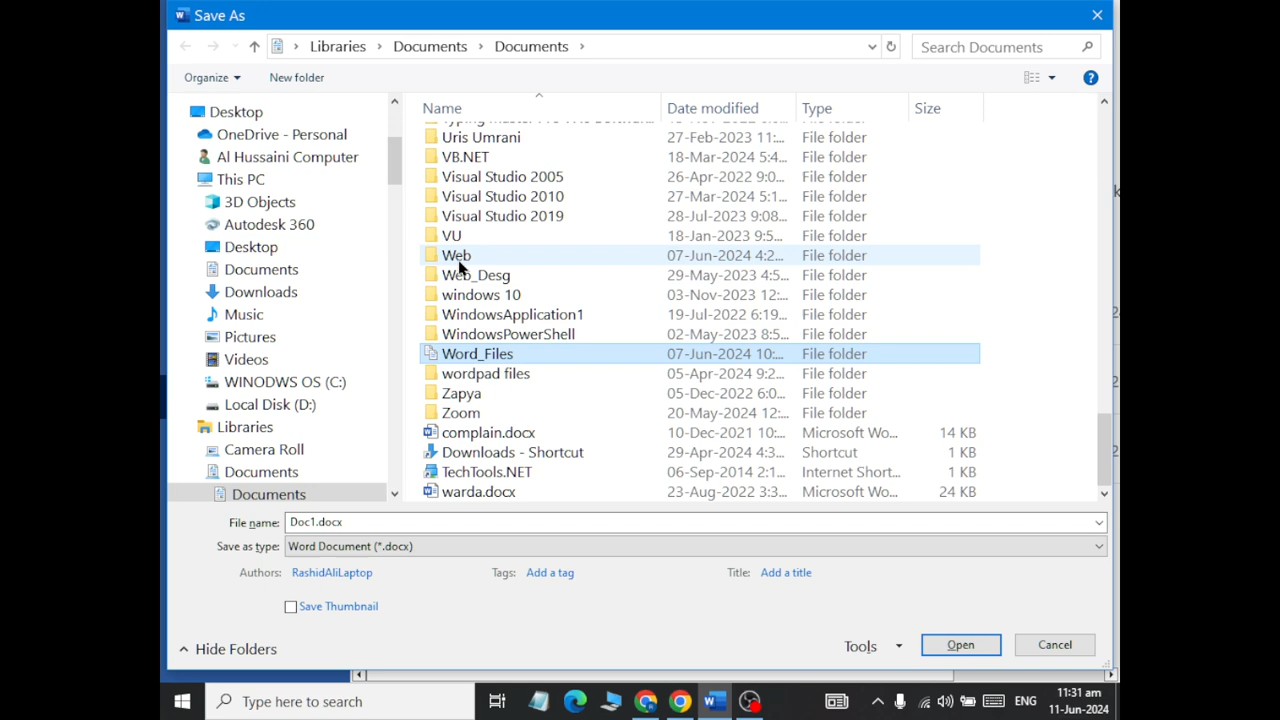 Save As
Libraries > Documents > Documents >
Search Documents
Organize
New folder
Name
Date modified
Type
Size
Desktop
OneDrive - Personal
Al Hussaini Computer
This PC
3D Objects
Autodesk 360
Desktop
Documents
Downloads
Music
Pictures
Videos
WINODWS OS (C:)
Local Disk (D:)
Libraries
Camera Roll
Documents
Documents
Uris Umrani 27-Feb-2023 11:... File folder
VB.NET 18-Mar-2024 5:4... File folder
Visual Studio 2005 26-Apr-2022 9:0... File folder
Visual Studio 2010 27-Mar-2024 5:1... File folder
Visual Studio 2019 28-Jul-2023 9:08... File folder
VU 18-Jan-2023 9:5... File folder
Web 07-Jun-2024 4:2... File folder
Web_Desg 29-May-2023 4:5... File folder
windows 10 03-Nov-2023 12:... File folder
WindowsApplication1 19-Jul-2022 6:19... File folder
WindowsPowerShell 02-May-2023 8:5... File folder
Word_Files 07-Jun-2024 10:... File folder
wordpad files 05-Apr-2024 9:2... File folder
Zapya 05-Dec-2022 6:0... File folder
Zoom 20-May-2024 12:... File folder
complain.docx 10-Dec-2021 10:... Microsoft Wo... 14 KB
Downloads - Shortcut 29-Apr-2024 4:3... Shortcut 1 KB
TechTools.NET 06-Sep-2014 2:1... Internet Short... 1 KB
warda.docx 23-Aug-2022 3:3... Microsoft Wo... 24 KB
File name: Doc1.docx
Save as type: Word Document (*.docx)
Authors: RashidAliLaptop
Tags: Add a tag
Title: Add a title
Save Thumbnail
Hide Folders
Tools
Open
Cancel
Type here to search
ENG
11:31 am
11-Jun-2024